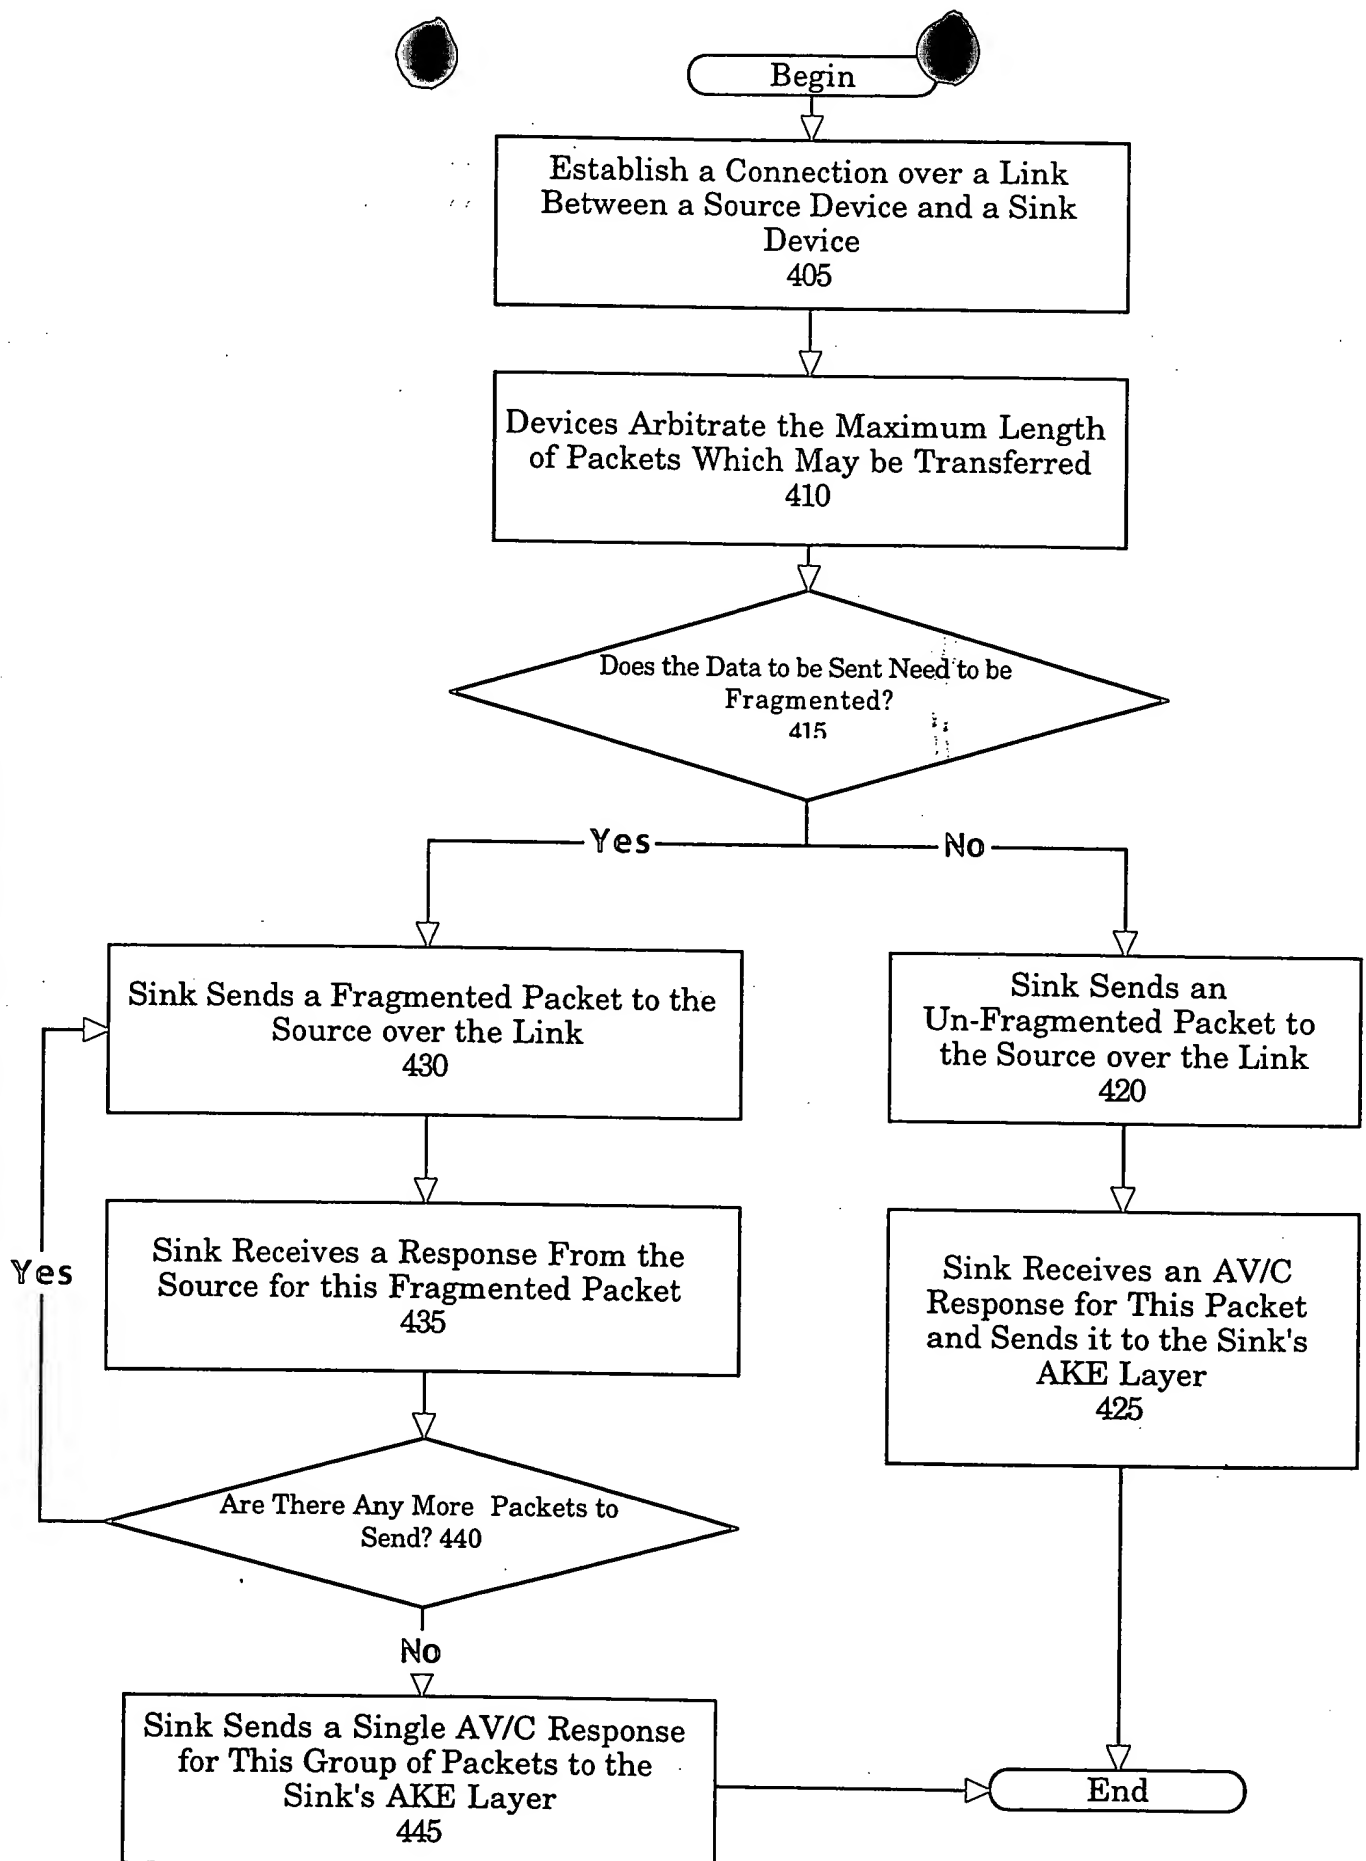 Begin
Establish a Connection over a Link
Between a Source Device and a Sink
Device
405
Devices Arbitrate the Maximum Length
of Packets Which May be Transferred
410
Does the Data to be Sent Need to be
Fragmented?
415
Yes
No
Sink Sends a Fragmented Packet to the
Source over the Link
430
Sink Sends an
Un-Fragmented Packet to
the Source over the Link
420
Yes
Sink Receives a Response From the
Source for this Fragmented Packet
435
Sink Receives an AV/C
Response for This Packet
and Sends it to the Sink's
AKE Layer
425
Are There Any More Packets to
Send? 440
No
Sink Sends a Single AV/C Response
for This Group of Packets to the
Sink's AKE Layer
445
End